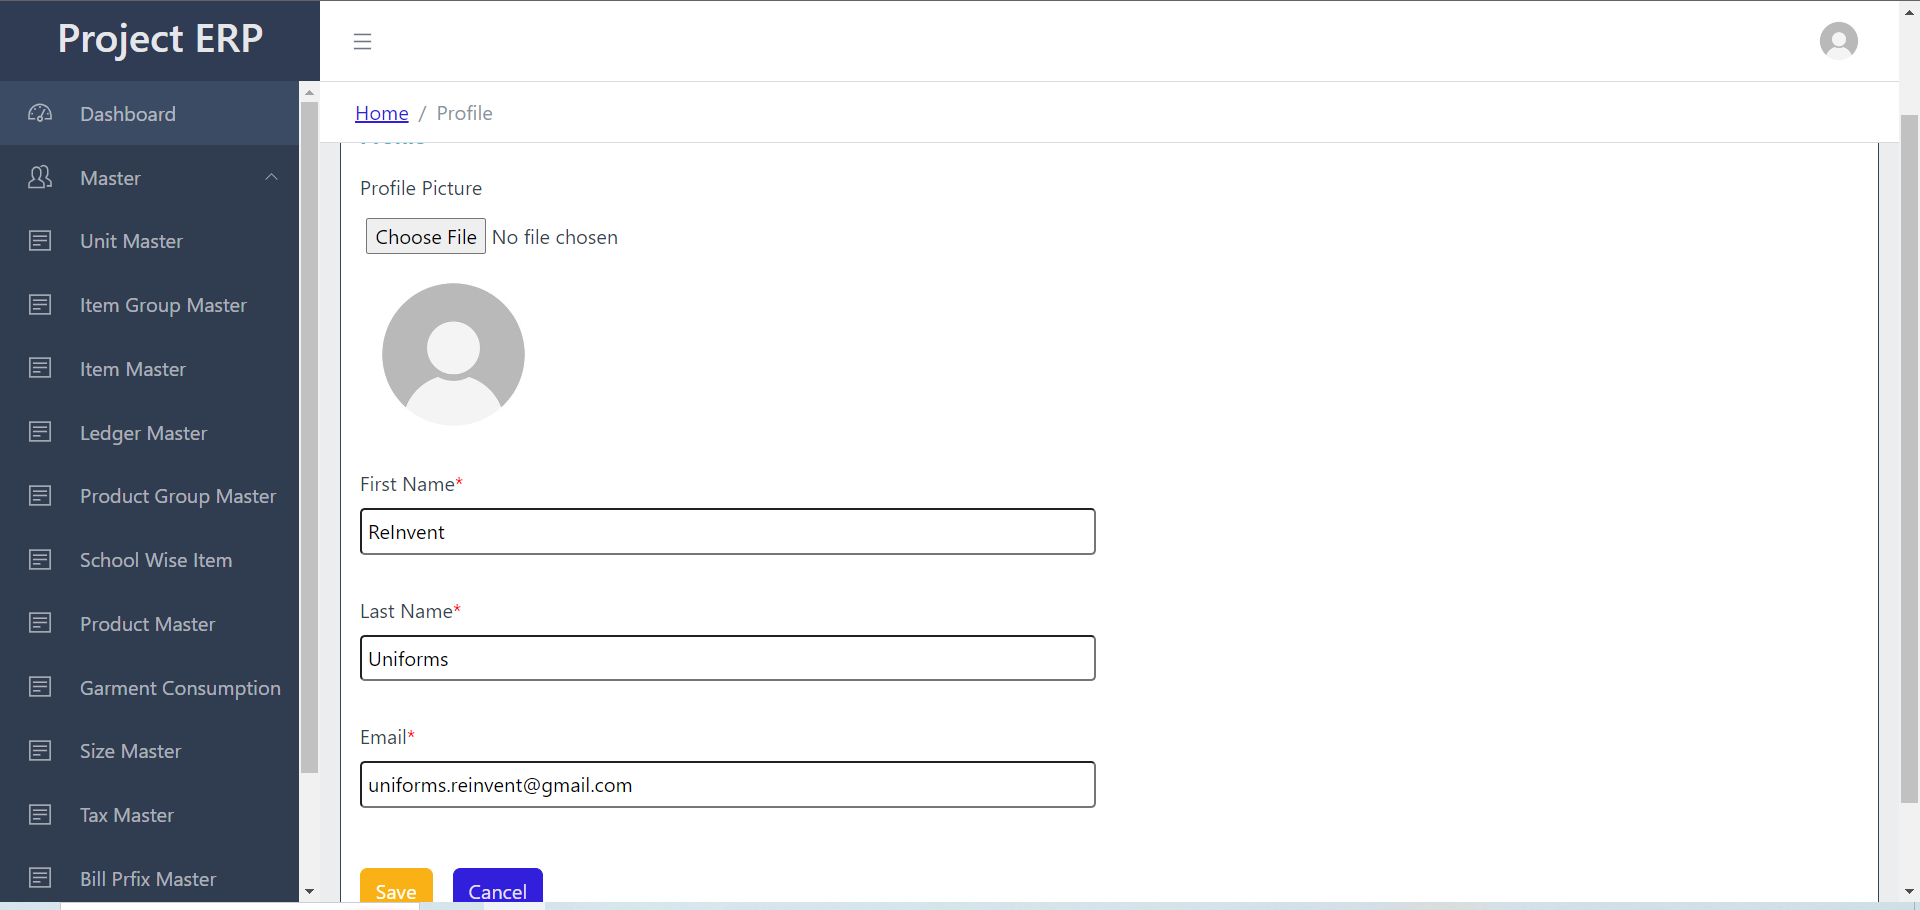 Project ERP
Dashboard
Master
Unit Master
Item Group Master
Item Master
Ledger Master
Product Group Master
School Wise Item
Product Master
Garment Consumption
Size Master
Tax Master
Bill Prfix Master
Home / Profile
Profile Picture
Choose File No file chosen
First Name*
ReInvent
Last Name*
Uniforms
Email*
uniforms.reinvent@gmail.com
Save Cancel